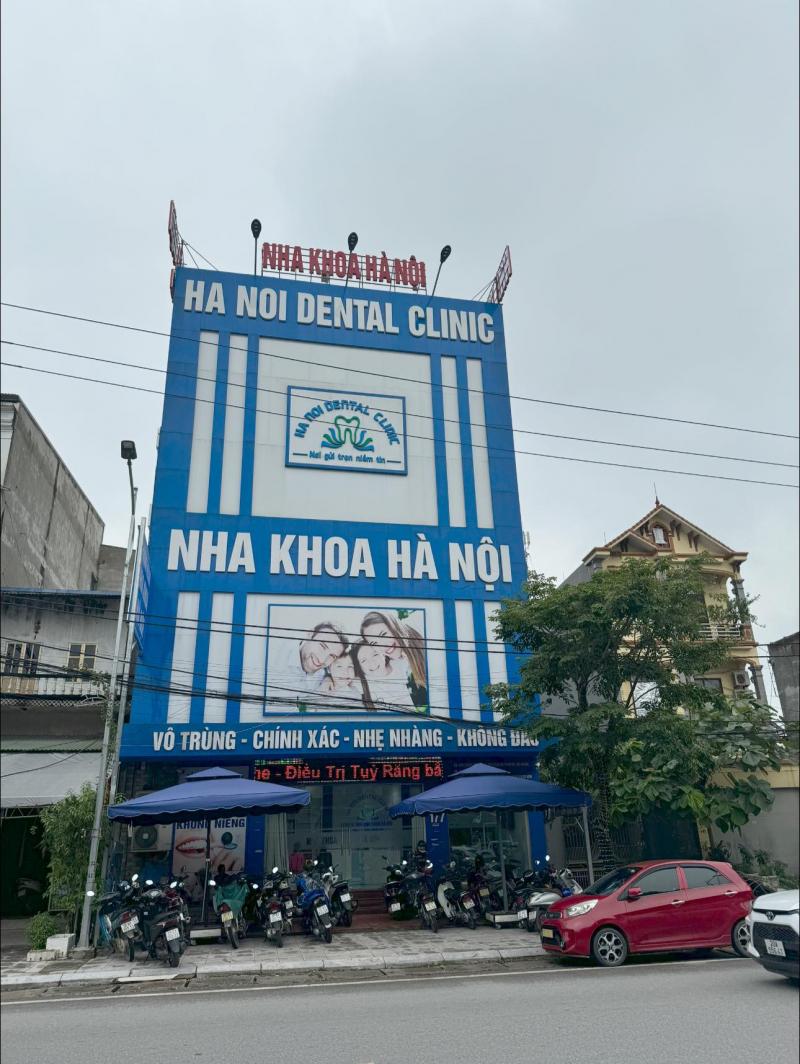 NHA KHOA HÀ NỘI
HA NOI DENTAL CLINIC
HA NOI DENTAL CLINIC
Nơi gửi trọn niềm tin
NHA KHOA HÀ NỘI
VÔ TRÙNG - CHÍNH XÁC - NHẸ NHÀNG - KHÔNG ĐAU
- Điều Trị Tuỷ Răng
17